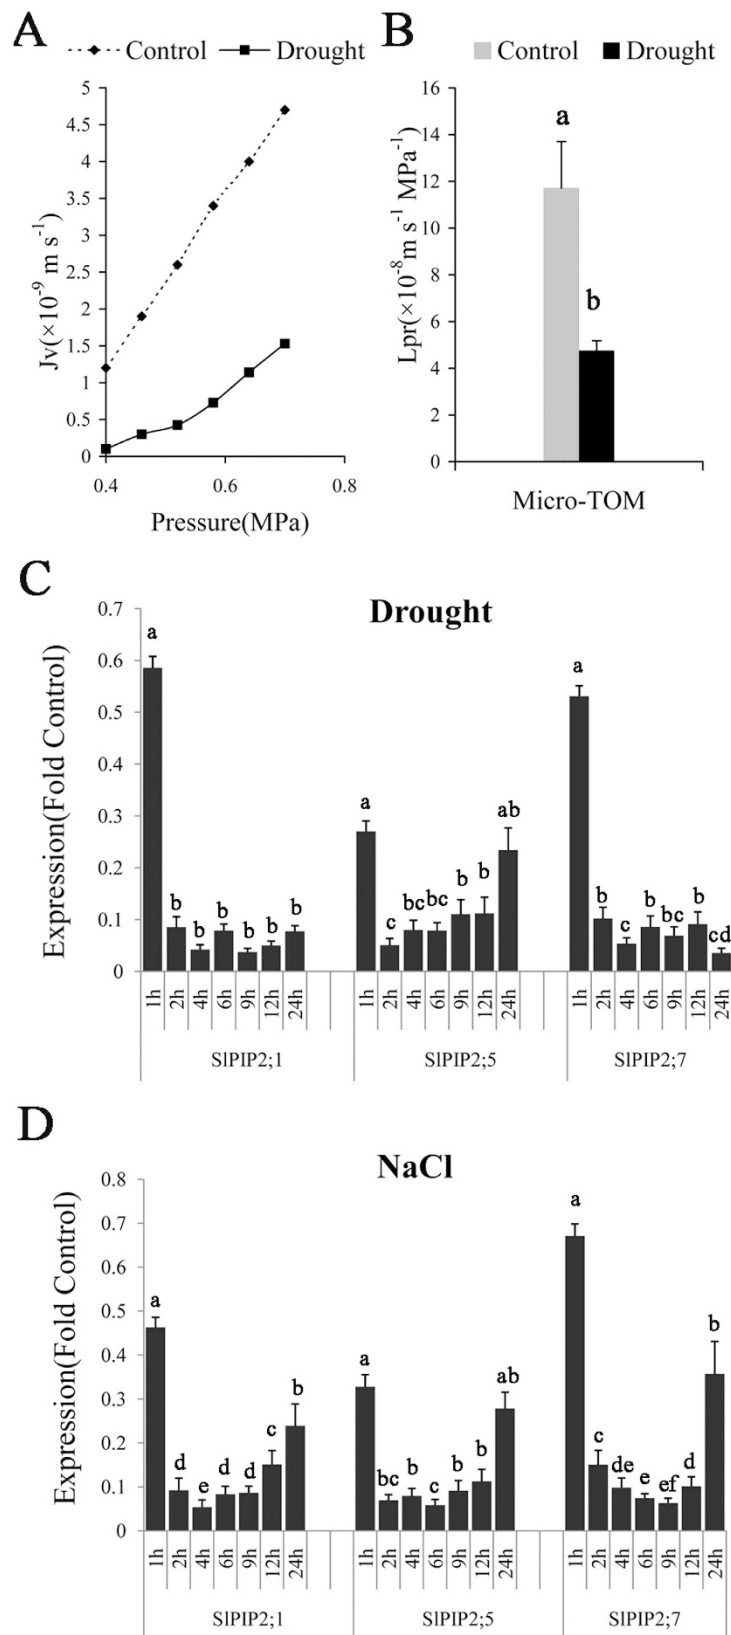 A
Control
Drought
B
Control
Drought
5
4.5
4
3.5
3
2.5
2
1.5
1
0.5
0
Jv(×10⁻⁹ m s⁻¹)
0.4
0.6
0.8
Pressure(MPa)
16
14
12
10
8
6
4
2
0
Lpr(×10⁻⁸m s⁻¹ MPa⁻¹)
a
b
Micro-TOM
C
Drought
0.7
0.6
0.5
0.4
0.3
0.2
0.1
0
Expression(Fold Control)
a b b b b b b
a c bc bc b b ab
a b c b bc b cd
1h 2h 4h 6h 9h 12h 24h
1h 2h 4h 6h 9h 12h 24h
1h 2h 4h 6h 9h 12h 24h
SlPIP2;1
SlPIP2;5
SlPIP2;7
D
NaCl
0.8
0.7
0.6
0.5
0.4
0.3
0.2
0.1
0
Expression(Fold Control)
a d e d d c b
a bc b c b b ab
a c de e ef d b
1h 2h 4h 6h 9h 12h 24h
1h 2h 4h 6h 9h 12h 24h
1h 2h 4h 6h 9h 12h 24h
SlPIP2;1
SlPIP2;5
SlPIP2;7